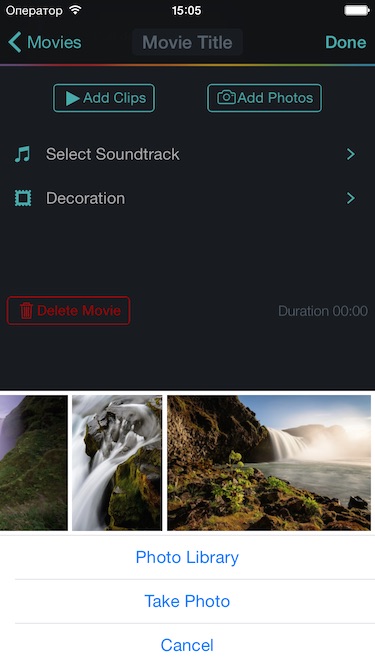 Оператор 15:05
Movies Movie Title Done
Add Clips Add Photos
Select Soundtrack
Decoration
Delete Movie Duration 00:00
Photo Library
Take Photo
Cancel